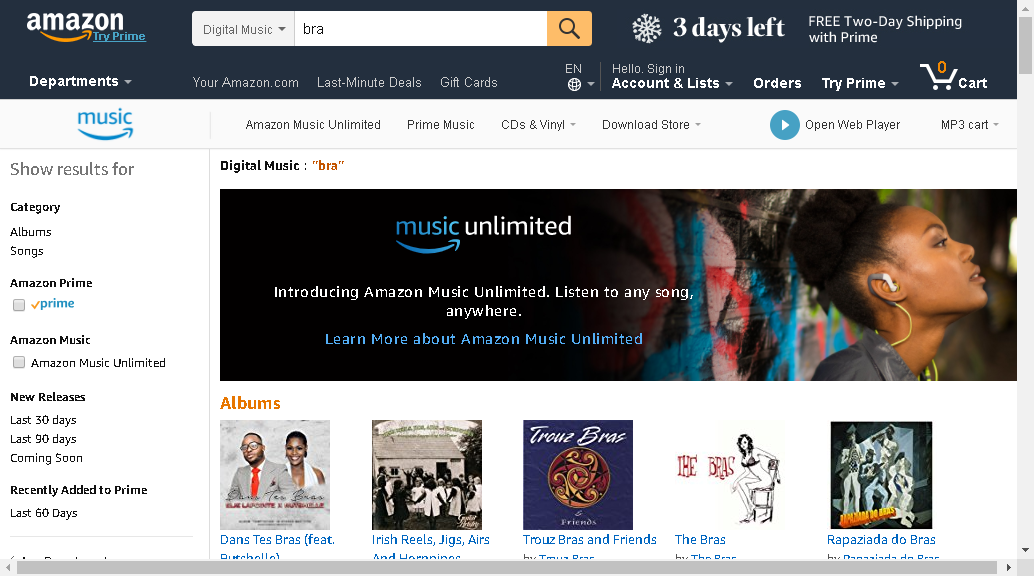 amazon
Try Prime
Digital Music
bra
3 days left
FREE Two-Day Shipping
with Prime
Departments
Your Amazon.com
Last-Minute Deals
Gift Cards
EN
Hello. Sign in
Account & Lists
Orders
Try Prime
0
Cart
music
Amazon Music Unlimited
Prime Music
CDs & Vinyl
Download Store
Open Web Player
MP3 cart
Show results for
Category
Albums
Songs
Amazon Prime
prime
Amazon Music
Amazon Music Unlimited
New Releases
Last 30 days
Last 90 days
Coming Soon
Recently Added to Prime
Last 60 Days
Digital Music : "bra"
music unlimited
Introducing Amazon Music Unlimited. Listen to any song,
anywhere.
Learn More about Amazon Music Unlimited
Albums
Dans Tes Bras
Trouz Bras
& Friends
THE BRAS
RAPAZIADA DO BRAS
Dans Tes Bras (feat.
Irish Reels, Jigs, Airs
And Hornpipes
Trouz Bras and Friends
by Trouz Bras
The Bras
by The Bras
Rapaziada do Bras
by Rapaziada do Bras